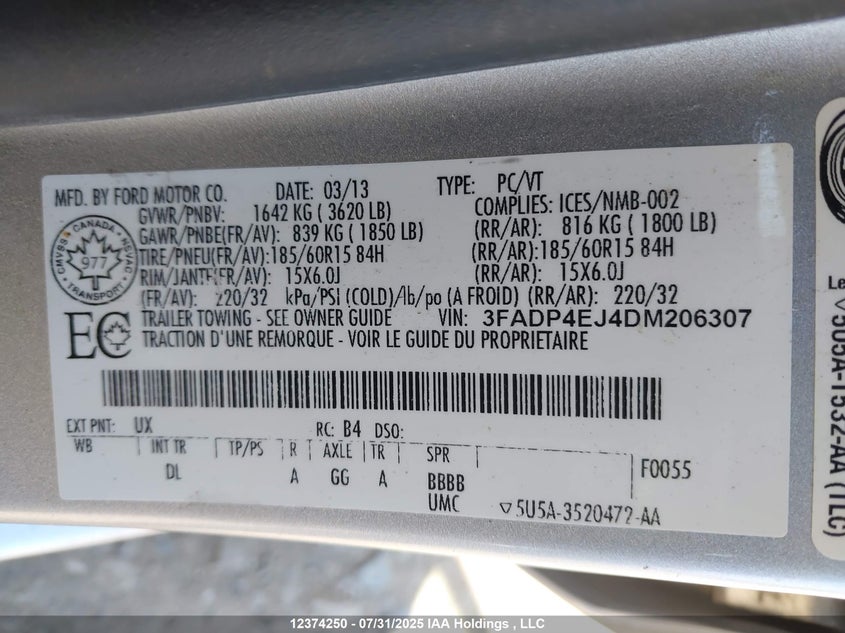 MFD. BY FORD MOTOR CO. DATE: 03/13 TYPE: PC/VT
GVWR/PNBV: 1642 KG ( 3620 LB) COMPLIES: ICES/NMB-002
GAWR/PNBE(FR/AV): 839 KG ( 1850 LB) (RR/AR): 816 KG ( 1800 LB)
TIRE/PNEU(FR/AV): 185/60R15 84H (RR/AR): 185/60R15 84H
RIM/JANTE(FR/AV): 15X6.0J (RR/AR): 15X6.0J
(FR/AV): 220/32 kPa/PSI (COLD)/lb/po (A FROID) (RR/AR): 220/32
TRAILER TOWING - SEE OWNER GUIDE VIN: 3FADP4EJ4DM206307
TRACTION D'UNE REMORQUE - VOIR LE GUIDE DU PROPRIETAIRE
CMVSS CANADA NSVAC
977
TRANSPORT
EC
EXT PNT: UX RC: B4 DSO:
WB INT TR TP/PS R AXLE TR SPR
DL A GG A BBBB F0055
UMC ▽5U5A-3520472-AA
Le
▽5U5A-1532-AA (TLC)
12374250 - 07/31/2025 IAA Holdings , LLC